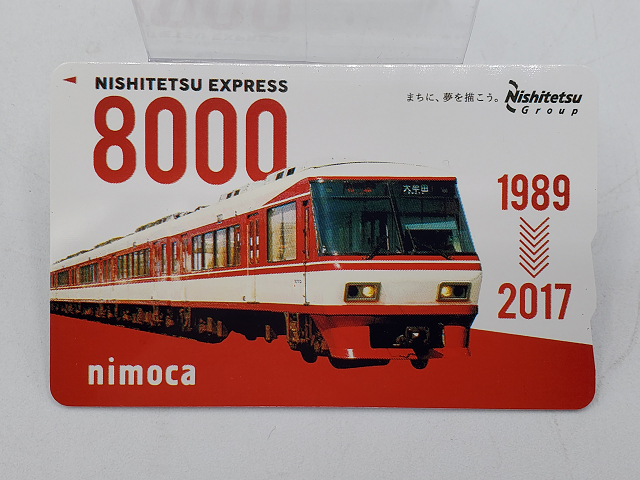 NISHITETSU EXPRESS
8000
まちに、夢を描こう。
Nishitetsu
Group
1989
2017
大牟田
nimoca